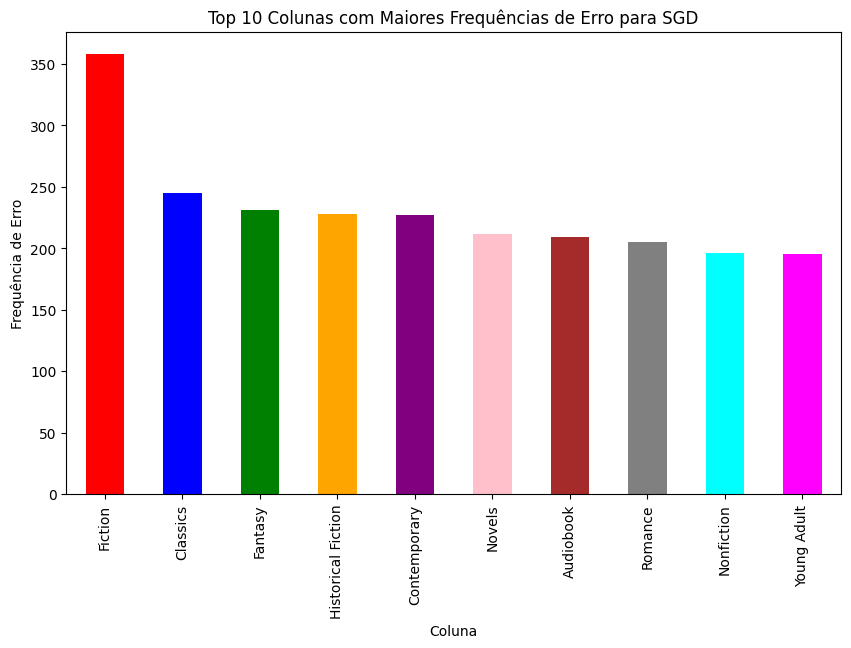 Top 10 Colunas com Maiores Frequências de Erro para SGD
Frequência de Erro
350
300
250
200
150
100
50
0
Fiction
Classics
Fantasy
Historical Fiction
Contemporary
Novels
Audiobook
Romance
Nonfiction
Young Adult
Coluna